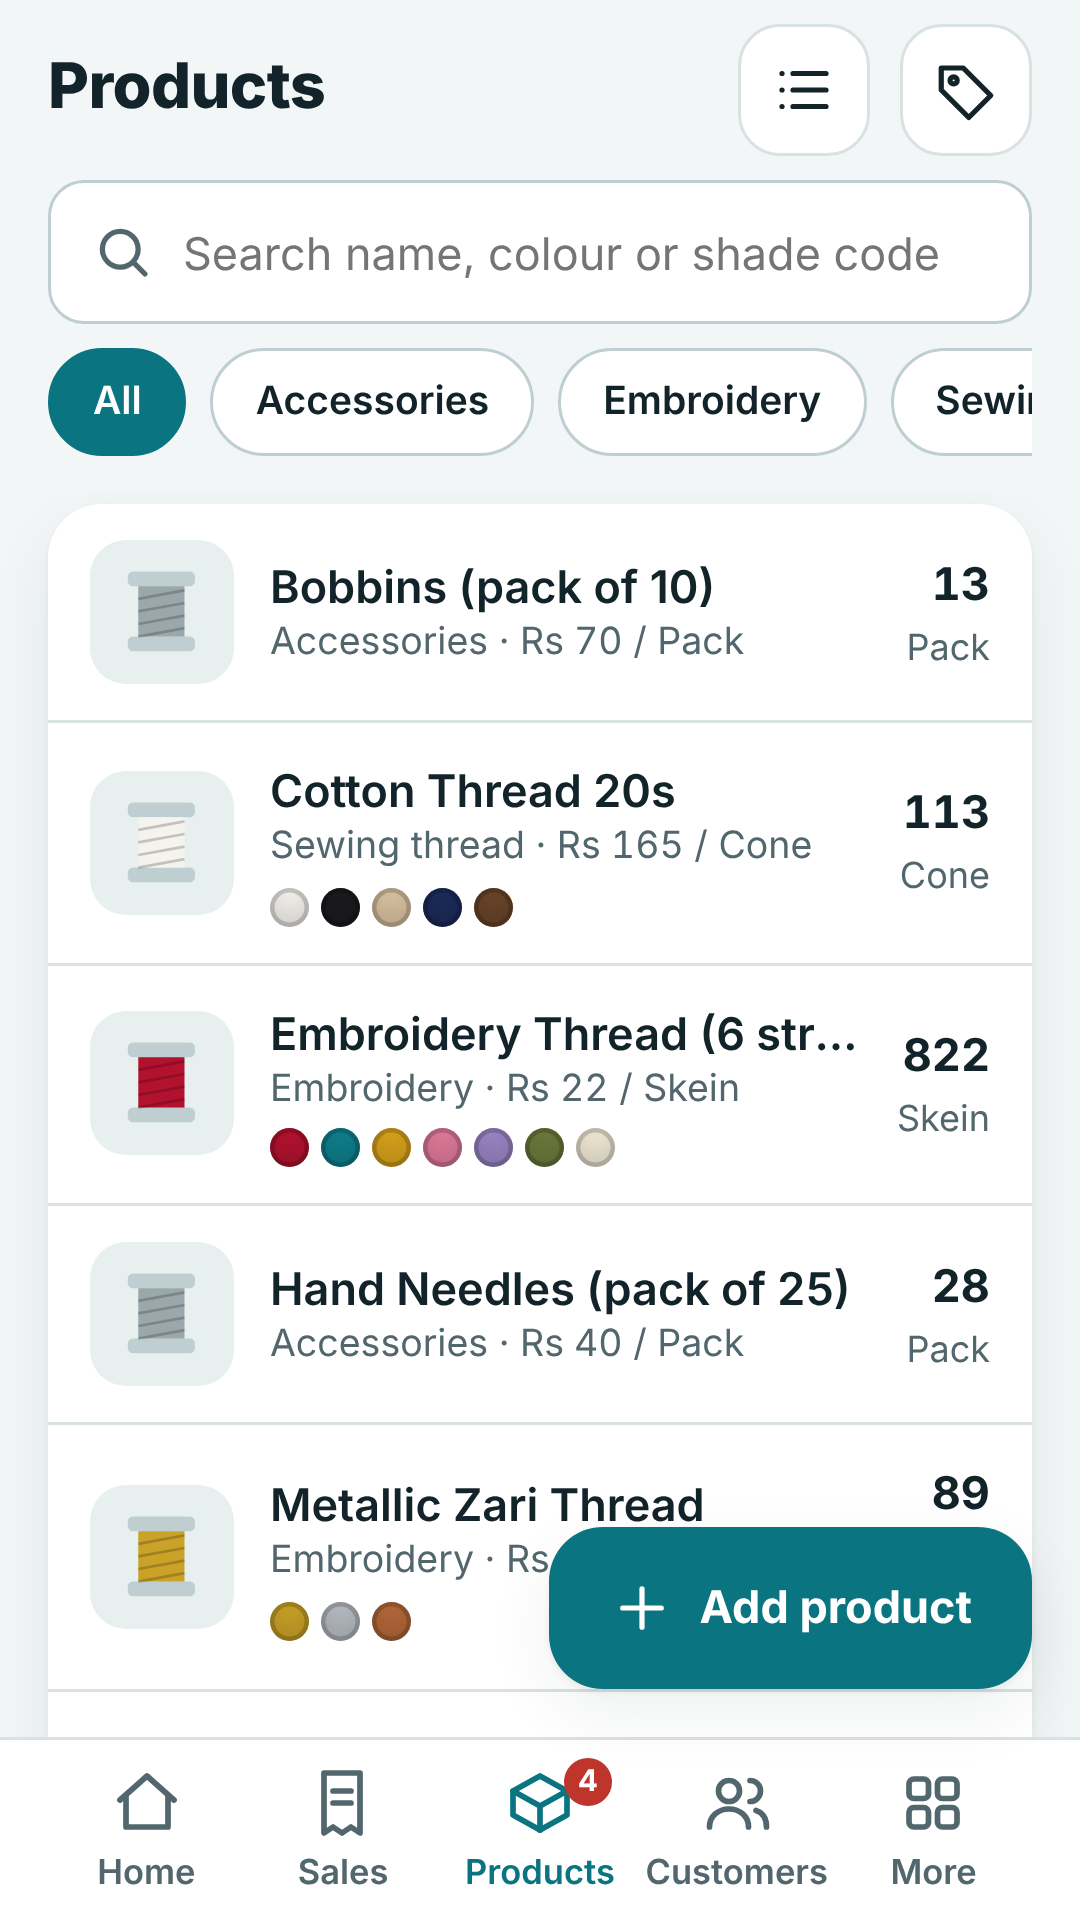 Products
Search name, colour or shade code
All
Accessories
Embroidery
Sewin
Bobbins (pack of 10)
Accessories · Rs 70 / Pack
13
Pack
Cotton Thread 20s
Sewing thread · Rs 165 / Cone
113
Cone
Embroidery Thread (6 str...
Embroidery · Rs 22 / Skein
822
Skein
Hand Needles (pack of 25)
Accessories · Rs 40 / Pack
28
Pack
Metallic Zari Thread
Embroidery · Rs
89
Add product
4
Home
Sales
Products
Customers
More